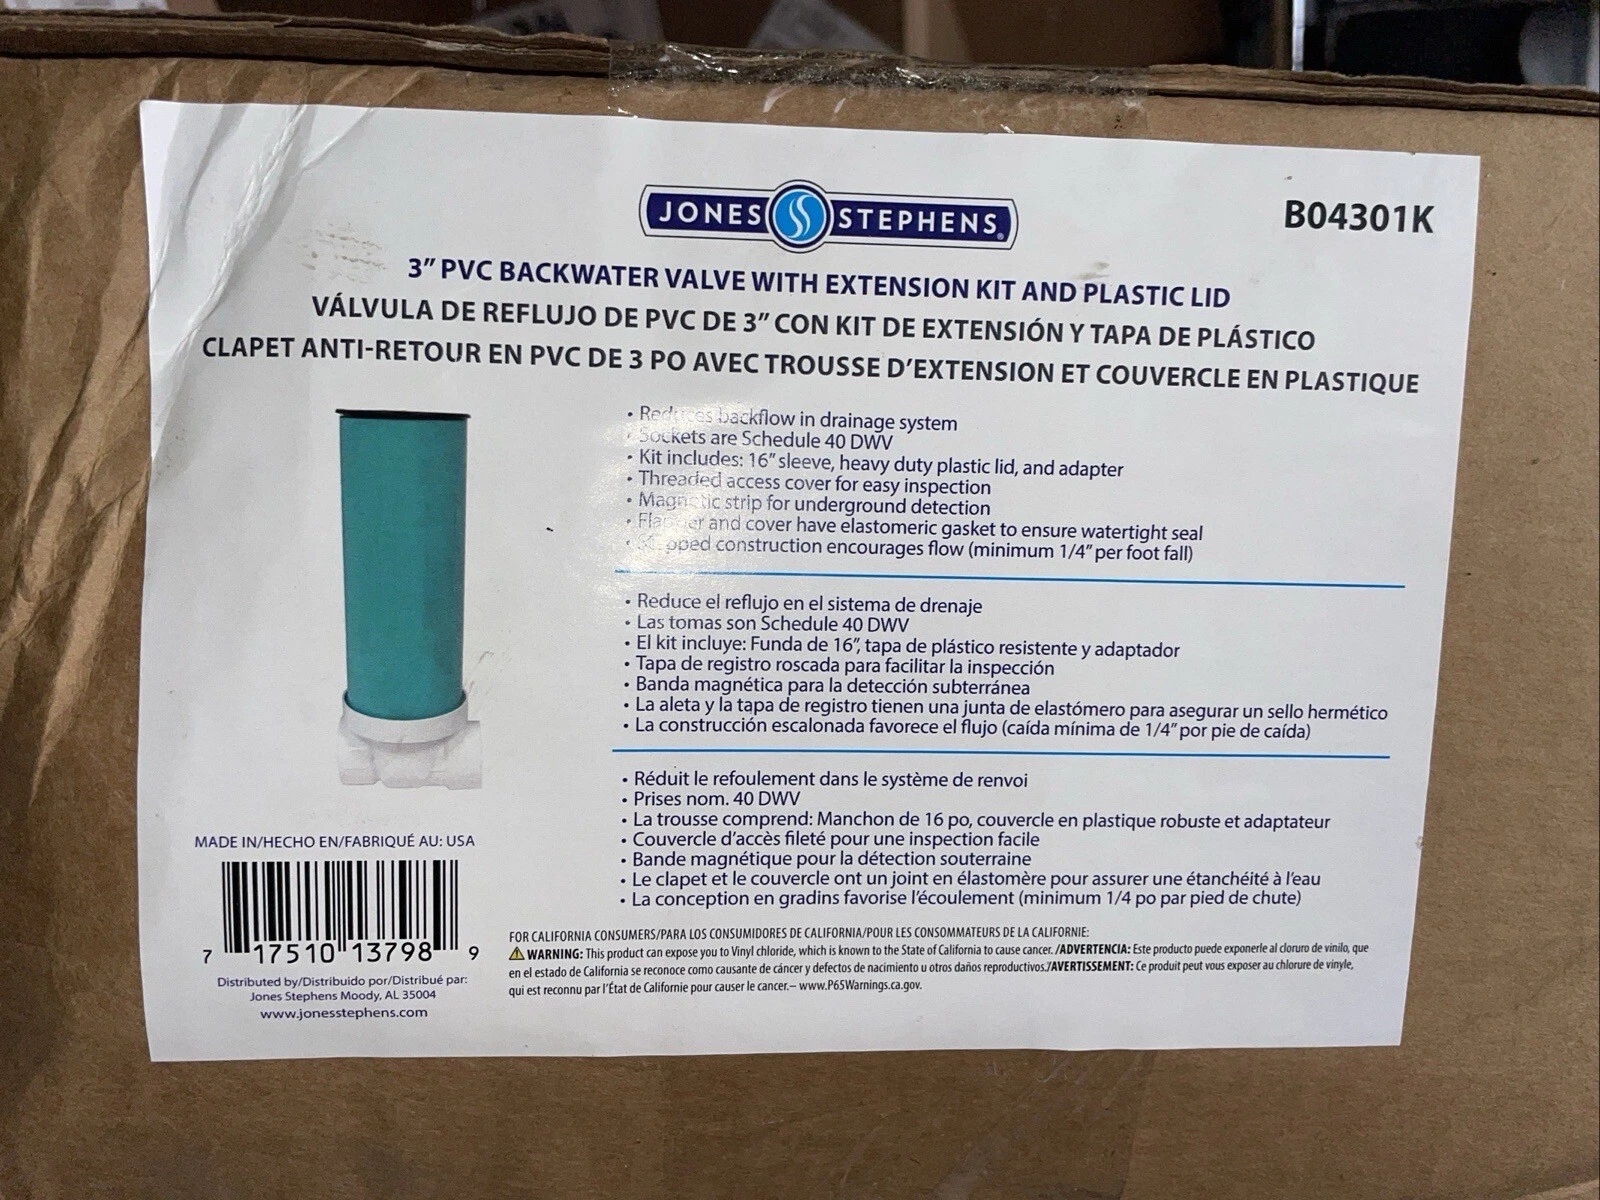 JONES STEPHENS®
B04301K
3" PVC BACKWATER VALVE WITH EXTENSION KIT AND PLASTIC LID
VÁLVULA DE REFLUJO DE PVC DE 3" CON KIT DE EXTENSIÓN Y TAPA DE PLÁSTICO
CLAPET ANTI-RETOUR EN PVC DE 3 PO AVEC TROUSSE D'EXTENSION ET COUVERCLE EN PLASTIQUE
• Reduces backflow in drainage system
• Sockets are Schedule 40 DWV
• Kit includes: 16" sleeve, heavy duty plastic lid, and adapter
• Threaded access cover for easy inspection
• Magnetic strip for underground detection
• Flapper and cover have elastomeric gasket to ensure watertight seal
• construction encourages flow (minimum 1/4" per foot fall)
• Reduce el reflujo en el sistema de drenaje
• Las tomas son Schedule 40 DWV
• El kit incluye: Funda de 16", tapa de plástico resistente y adaptador
• Tapa de registro roscada para facilitar la inspección
• Banda magnética para la detección subterránea
• La aleta y la tapa de registro tienen una junta de elastómero para asegurar un sello hermético
• La construcción escalonada favorece el flujo (caída mínima de 1/4" por pie de caída)
• Réduit le refoulement dans le système de renvoi
• Prises nom. 40 DWV
• La trousse comprend: Manchon de 16 po, couvercle en plastique robuste et adaptateur
• Couvercle d'accès fileté pour une inspection facile
• Bande magnétique pour la détection souterraine
• Le clapet et le couvercle ont un joint en élastomère pour assurer une étanchéité à l'eau
• La conception en gradins favorise l'écoulement (minimum 1/4 po par pied de chute)
MADE IN/HECHO EN/FABRIQUÉ AU: USA
7 17510 13798 9
Distributed by/Distribuido por/Distribué par:
Jones Stephens Moody, AL 35004
www.jonesstephens.com
FOR CALIFORNIA CONSUMERS/PARA LOS CONSUMIDORES DE CALIFORNIA/POUR LES CONSOMMATEURS DE LA CALIFORNIE:
⚠ WARNING: This product can expose you to Vinyl chloride, which is known to the State of California to cause cancer. /ADVERTENCIA: Este producto puede exponerle al cloruro de vinilo, que
en el estado de California se reconoce como causante de cáncer y defectos de nacimiento u otros daños reproductivos./AVERTISSEMENT: Ce produit peut vous exposer au chlorure de vinyle,
qui est reconnu par l'État de Californie pour causer le cancer.– www.P65Warnings.ca.gov.